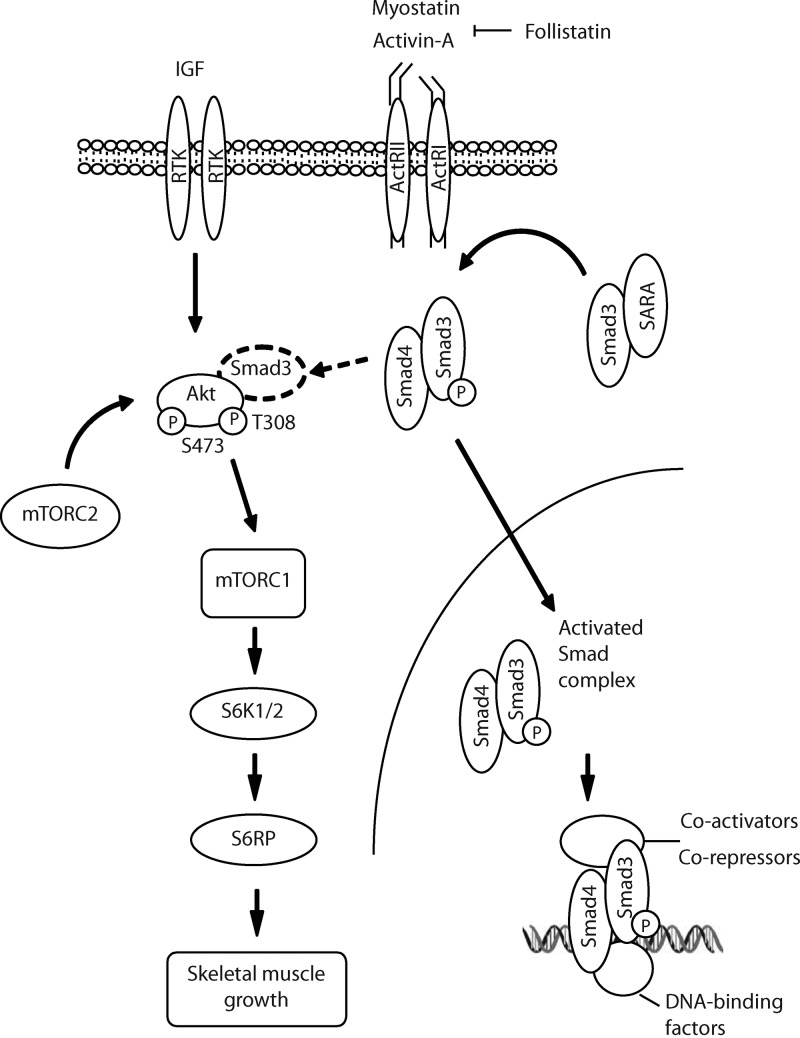 Myostatin
Activin-A
Follistatin
IGF
RTK
RTK
ActRII
ActRI
Smad3
SARA
Smad4
Smad3
P
Smad3
Akt
P
P
T308
S473
mTORC2
mTORC1
S6K1/2
S6RP
Skeletal muscle
growth
Activated
Smad
complex
Smad4
Smad3
P
Co-activators
Co-repressors
Smad4
Smad3
P
DNA-binding
factors